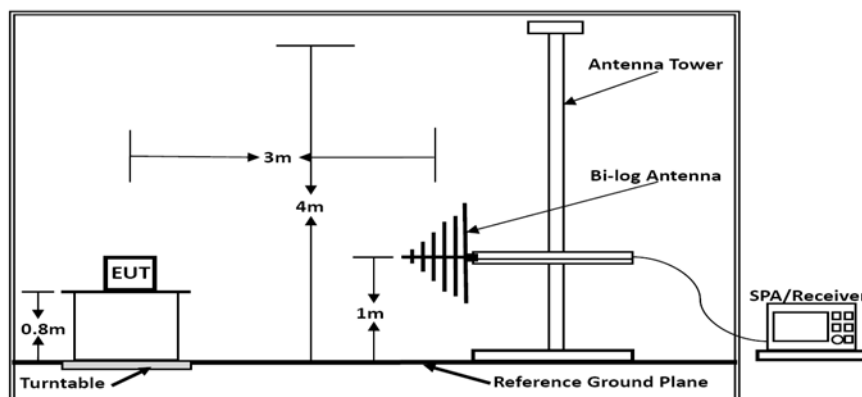 Antenna Tower
3m
Bi-log Antenna
4m
EUT
SPA/Receiver
0.8m
1m
Turntable
Reference Ground Plane